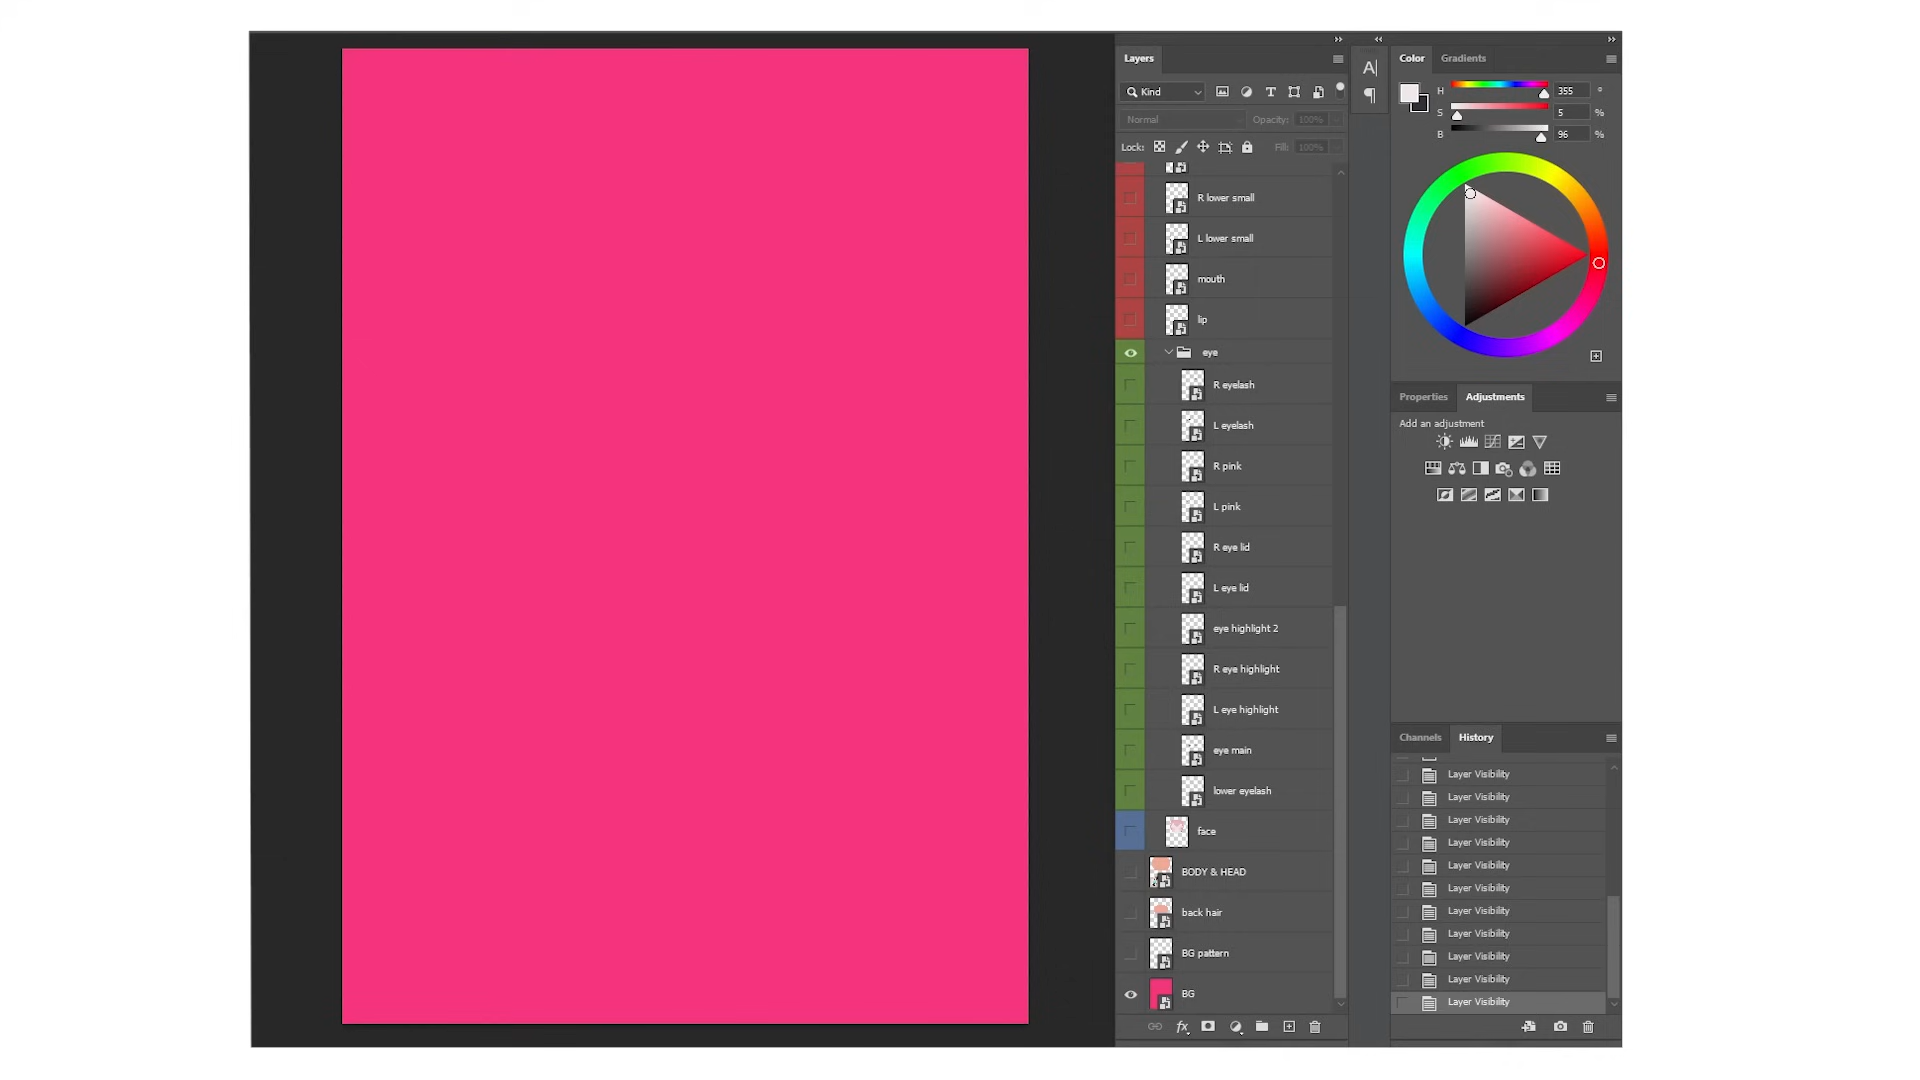 Layers
Kind
Normal
Opacity: 100%
Lock:
Fill: 100%
R lower small
L lower small
mouth
lip
eye
R eyelash
L eyelash
R pink
L pink
R eye lid
L eye lid
eye highlight 2
R eye highlight
L eye highlight
eye main
lower eyelash
face
BODY & HEAD
back hair
BG pattern
BG
fx
Color
Gradients
H 355 °
S 5 %
B 96 %
Properties
Adjustments
Add an adjustment
Channels
History
Layer Visibility
Layer Visibility
Layer Visibility
Layer Visibility
Layer Visibility
Layer Visibility
Layer Visibility
Layer Visibility
Layer Visibility
Layer Visibility
Layer Visibility